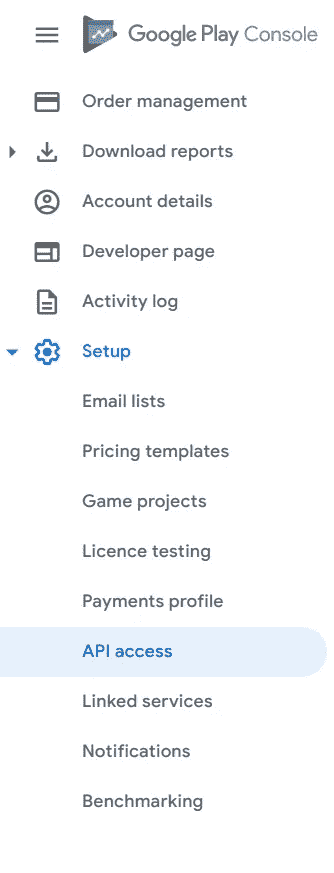 Google Play Console
Order management
Download reports
Account details
Developer page
Activity log
Setup
Email lists
Pricing templates
Game projects
Licence testing
Payments profile
API access
Linked services
Notifications
Benchmarking